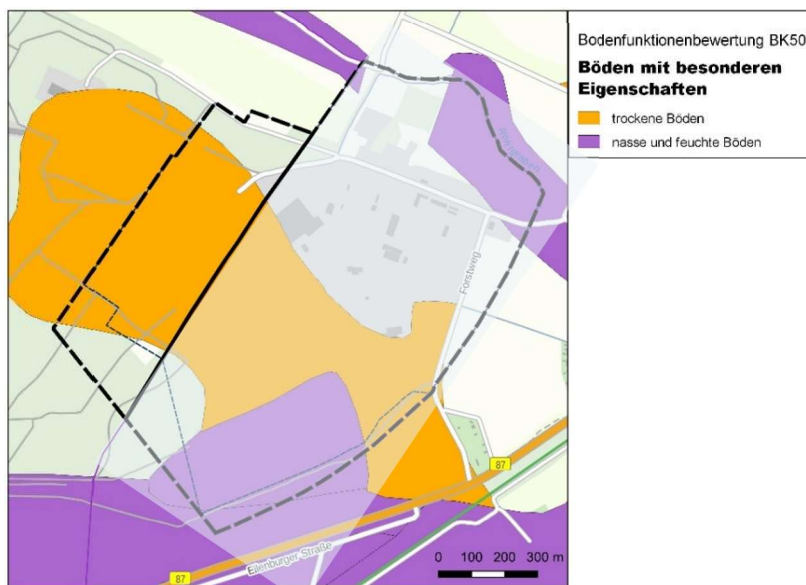 Bodenfunktionenbewertung BK50
Böden mit besonderen
Eigenschaften
trockene Böden
nasse und feuchte Böden
Forstweg
87
87
Eilenburger Straße
0 100 200 300 m